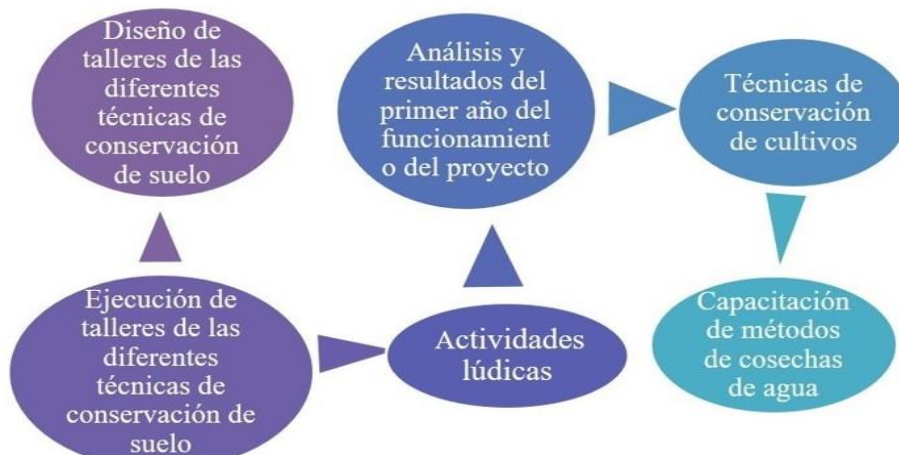 Diseño de
talleres de las
diferentes
técnicas de
conservación
de suelo
Ejecución de
talleres de las
diferentes
técnicas de
conservación de
suelo
Actividades
lúdicas
Análisis y
resultados del
primer año del
funcionamient
o del proyecto
Técnicas de
conservación
de cultivos
Capacitación
de métodos
de cosechas
de agua